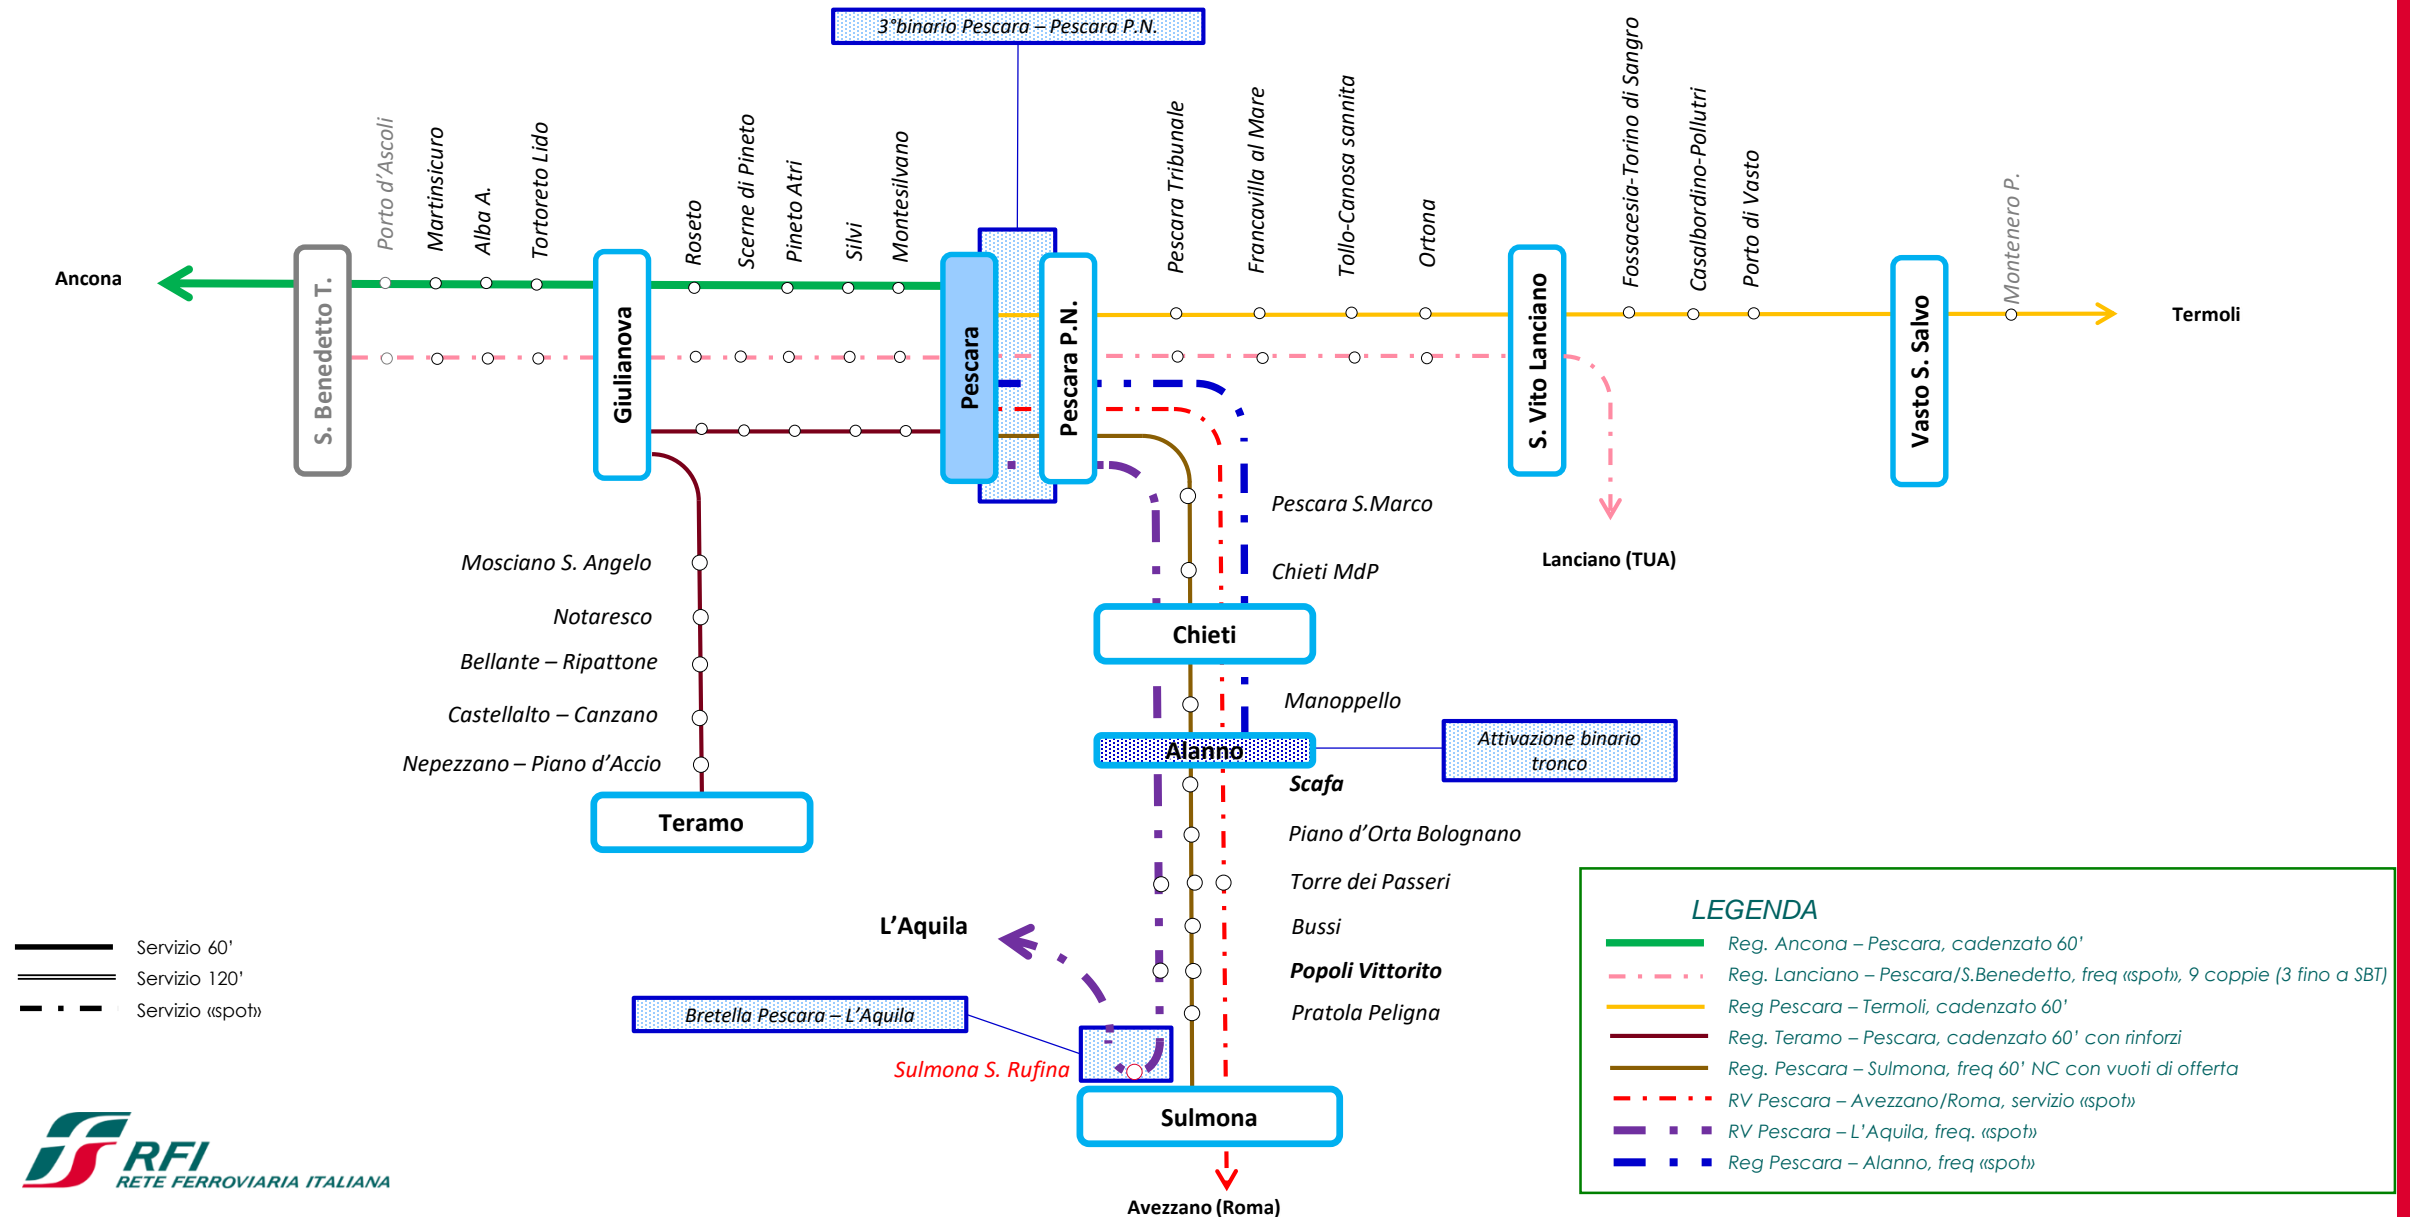 3°binario Pescara – Pescara P.N.
Porto d'Ascoli
Martinsicuro
Alba A.
Tortoreto Lido
Roseto
Scerne di Pineto
Pineto Atri
Silvi
Montesilvano
Pescara Tribunale
Francavilla al Mare
Tollo-Canosa sannita
Ortona
Fossacesia-Torino di Sangro
Casalbordino-Pollutri
Porto di Vasto
Montenero P.
Ancona
S. Benedetto T.
Giulianova
Pescara
Pescara P.N.
S. Vito Lanciano
Vasto S. Salvo
Termoli
Lanciano (TUA)
Mosciano S. Angelo
Notaresco
Bellante – Ripattone
Castellalto – Canzano
Nepezzano – Piano d'Accio
Teramo
Pescara S.Marco
Chieti MdP
Chieti
Manoppello
Alanno
Attivazione binario
tronco
Scafa
Piano d'Orta Bolognano
Torre dei Passeri
Bussi
Popoli Vittorito
Pratola Peligna
L'Aquila
Bretella Pescara – L'Aquila
Sulmona S. Rufina
Sulmona
Avezzano (Roma)
Servizio 60'
Servizio 120'
Servizio «spot»
RFI
RETE FERROVIARIA ITALIANA
LEGENDA
Reg. Ancona – Pescara, cadenzato 60'
Reg. Lanciano – Pescara/S.Benedetto, freq «spot», 9 coppie (3 fino a SBT)
Reg Pescara – Termoli, cadenzato 60'
Reg. Teramo – Pescara, cadenzato 60' con rinforzi
Reg. Pescara – Sulmona, freq 60' NC con vuoti di offerta
RV Pescara – Avezzano/Roma, servizio «spot»
RV Pescara – L'Aquila, freq. «spot»
Reg Pescara – Alanno, freq «spot»